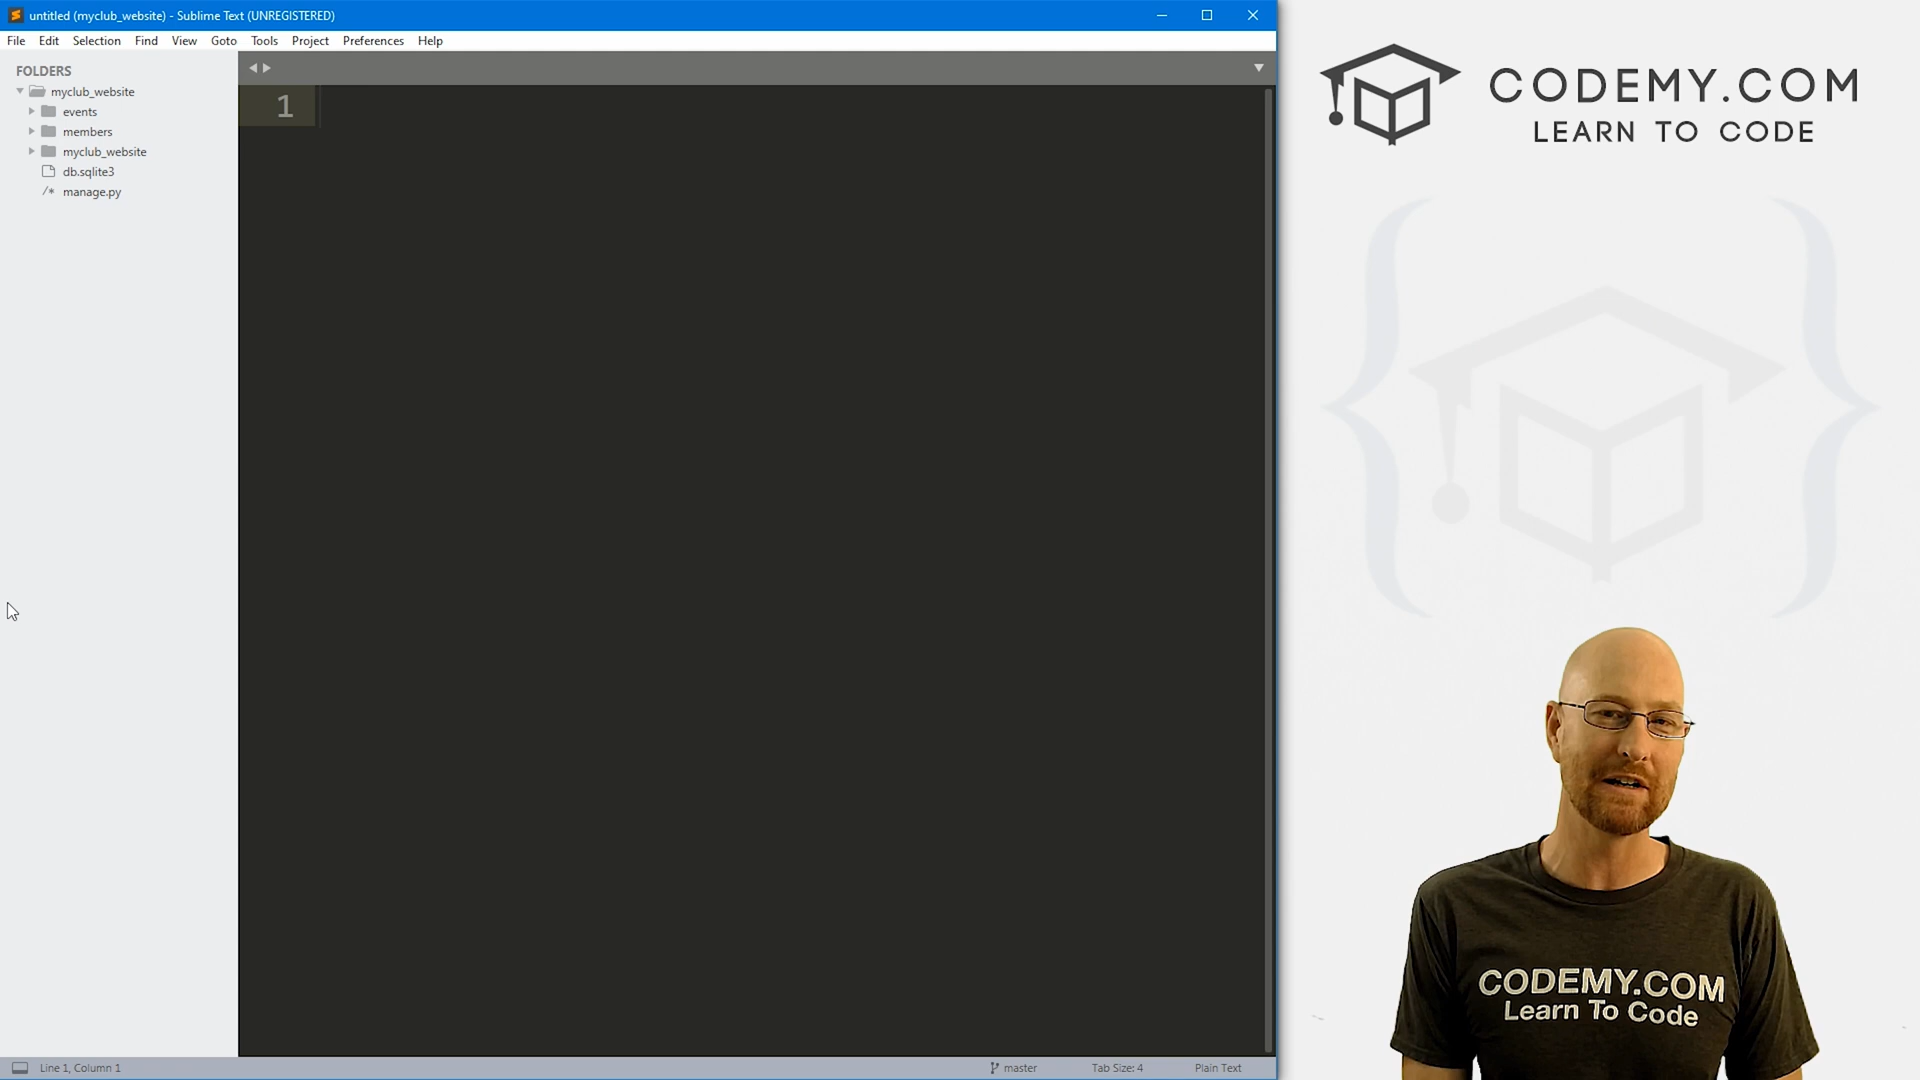 untitled (myclub_website) - Sublime Text (UNREGISTERED)
File Edit Selection Find View Goto Tools Project Preferences Help
FOLDERS
myclub_website
events
members
myclub_website
db.sqlite3
/* manage.py
1
Line 1, Column 1
master
Tab Size: 4
Plain Text
CODEMY.COM
LEARN TO CODE
CODEMY.COM
Learn To Code